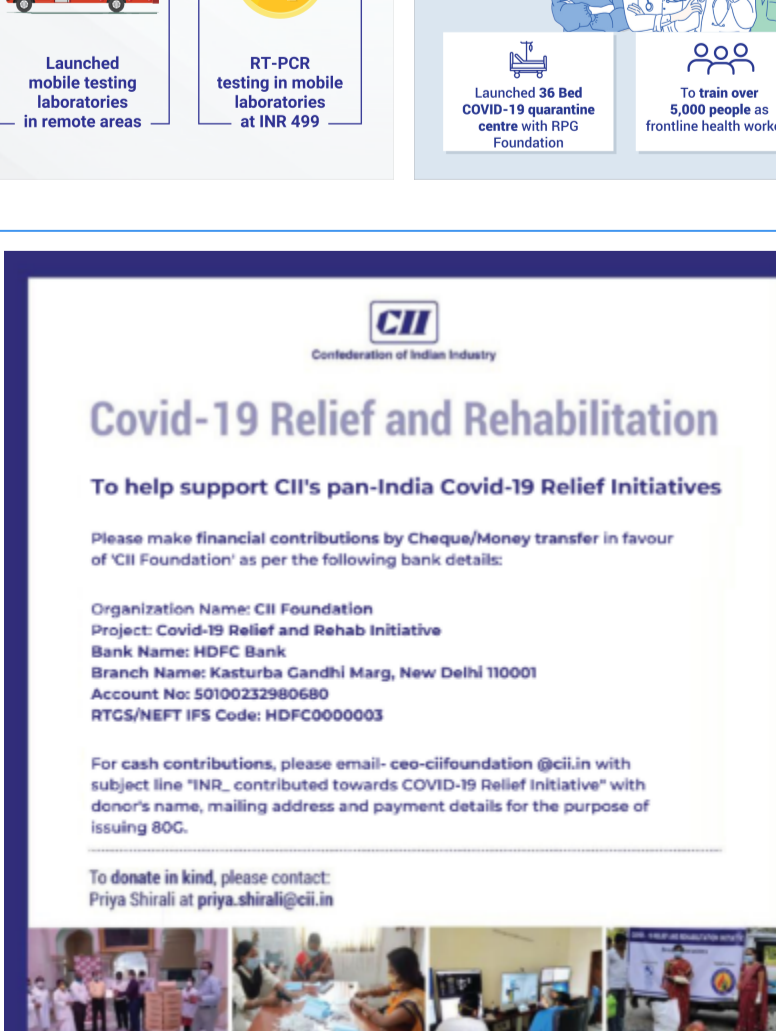 Launched
mobile testing
laboratories
in remote areas
RT-PCR
testing in mobile
laboratories
at INR 499
Launched 36 Bed
COVID-19 quarantine
centre with RPG
Foundation
To train over
5,000 people as
frontline health
CII
Confederation of Indian Industry
Covid-19 Relief and Rehabilitation
To help support CII's pan-India Covid-19 Relief Initiatives
Please make financial contributions by Cheque/Money transfer in favour
of 'CII Foundation' as per the following bank details:
Organization Name: CII Foundation
Project: Covid-19 Relief and Rehab Initiative
Bank Name: HDFC Bank
Branch Name: Kasturba Gandhi Marg, New Delhi 110001
Account No: 50100232980680
RTGS/NEFT IFS Code: HDFC0000003
For cash contributions, please email- ceo-ciifoundation @cii.in with
subject line "INR_ contributed towards COVID-19 Relief Initiative" with
donor's name, mailing address and payment details for the purpose of
issuing 80G.
To donate in kind, please contact:
Priya Shirali at priya.shirali@cii.in
COVID - 19 RELIEF AND REHABILITATION INITIATIVE